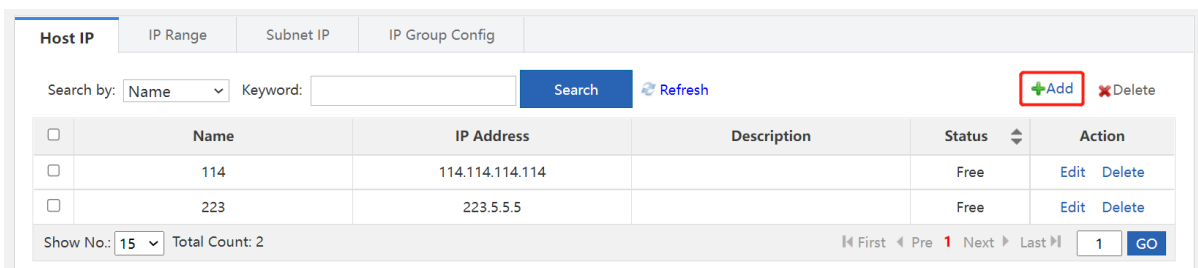 Host IP IP Range Subnet IP IP Group Config
Search by: Name Keyword: Search Refresh Add Delete
Name IP Address Description Status Action
114 114.114.114.114 Free Edit Delete
223 223.5.5.5 Free Edit Delete
Show No.: 15 Total Count: 2 First Pre 1 Next Last 1 GO